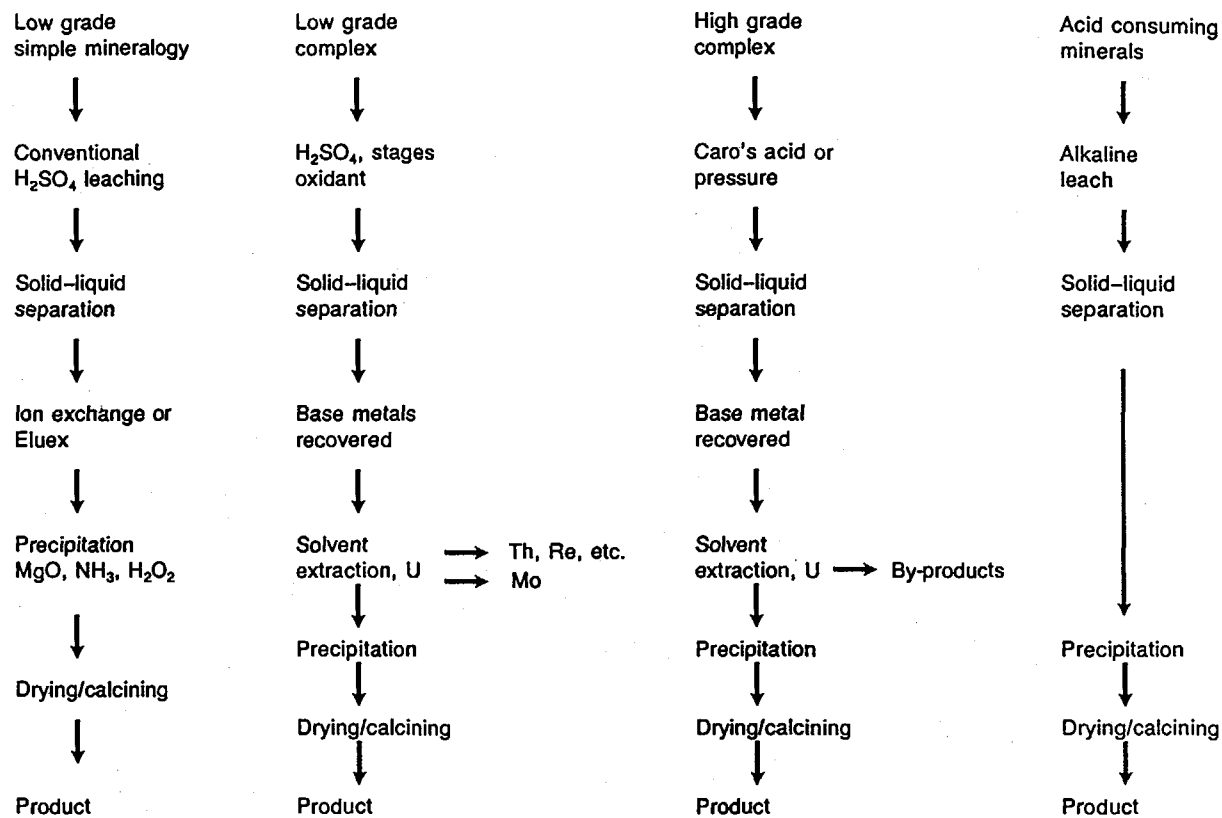 Low grade
simple mineralogy
Conventional
H₂SO₄ leaching
Solid–liquid
separation
Ion exchange or
Eluex
Precipitation
MgO, NH₃, H₂O₂
Drying/calcining
Product
Low grade
complex
H₂SO₄, stages
oxidant
Solid–liquid
separation
Base metals
recovered
Solvent
extraction, U
Th, Re, etc.
Mo
Precipitation
Drying/calcining
Product
High grade
complex
Caro's acid or
pressure
Solid–liquid
separation
Base metal
recovered
Solvent
extraction, U
By-products
Precipitation
Drying/calcining
Product
Acid consuming
minerals
Alkaline
leach
Solid–liquid
separation
Precipitation
Drying/calcining
Product